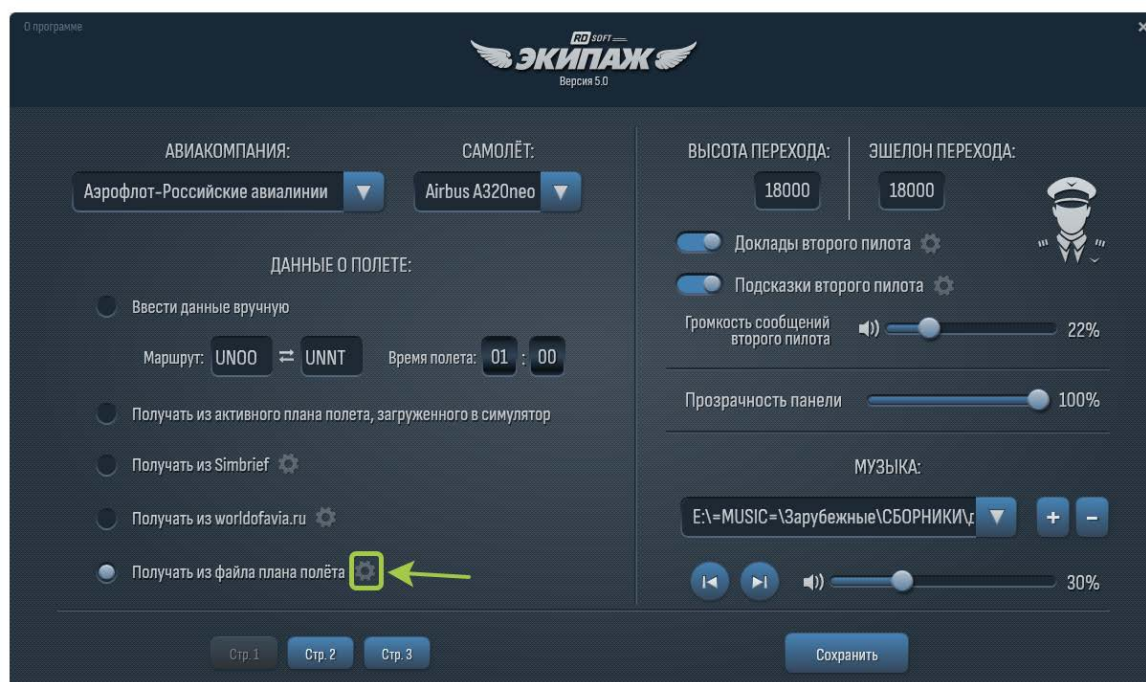 О программе
RD SOFT
ЭКИПАЖ
Версия 5.0
АВИАКОМПАНИЯ:
САМОЛЁТ:
Аэрофлот-Российские авиалинии
Airbus A320neo
ДАННЫЕ О ПОЛЕТЕ:
Ввести данные вручную
Маршрут: UNOO ⇄ UNNT Время полета: 01 : 00
Получать из активного плана полета, загруженного в симулятор
Получать из Simbrief
Получать из worldofavia.ru
Получать из файла плана полёта
Стр. 1
Стр. 2
Стр. 3
ВЫСОТА ПЕРЕХОДА:
ЭШЕЛОН ПЕРЕХОДА:
18000
18000
Доклады второго пилота
Подсказки второго пилота
Громкость сообщений
второго пилота
22%
Прозрачность панели
100%
МУЗЫКА:
E:\=MUSIC=\Зарубежные\СБОРНИКИ\
+
-
30%
Сохранить